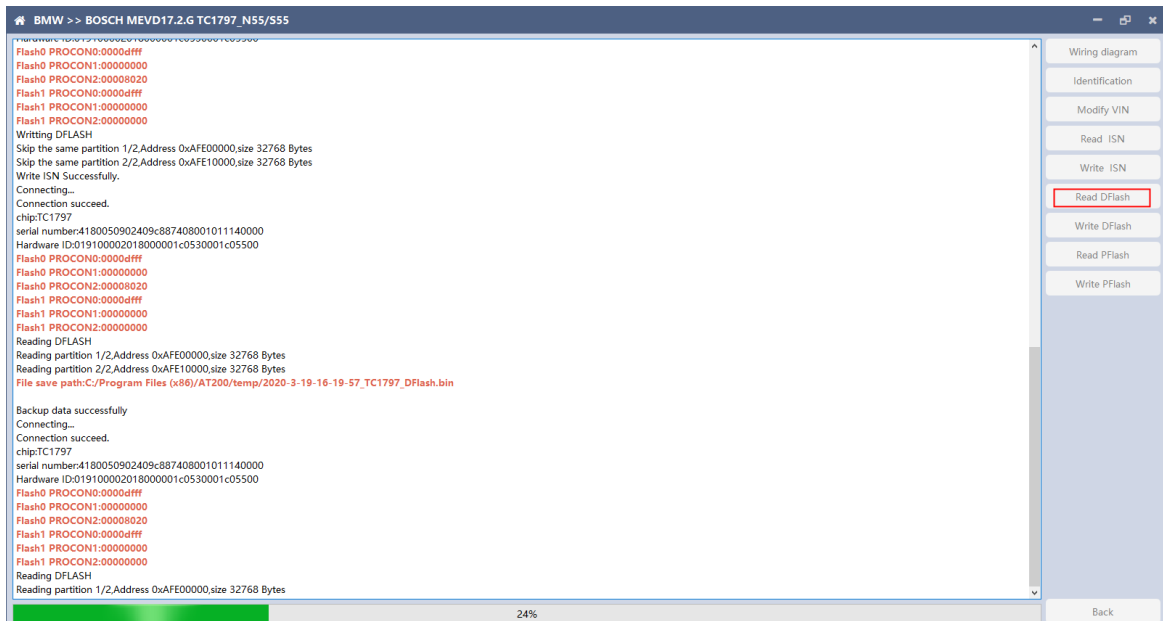 BMW >> BOSCH MEVD17.2.G TC1797_N55/S55
Flash0 PROCON0:0000dfff
Flash0 PROCON1:00000000
Flash0 PROCON2:00008020
Flash1 PROCON0:0000dfff
Flash1 PROCON1:00000000
Flash1 PROCON2:00000000
Writting DFLASH
Skip the same partition 1/2,Address 0xAFE00000,size 32768 Bytes
Skip the same partition 2/2,Address 0xAFE10000,size 32768 Bytes
Write ISN Successfully.
Connecting...
Connection succeed.
chip:TC1797
serial number:4180050902409c887408001011140000
Hardware ID:019100002018000001c0530001c05500
Flash0 PROCON0:0000dfff
Flash0 PROCON1:00000000
Flash0 PROCON2:00008020
Flash1 PROCON0:0000dfff
Flash1 PROCON1:00000000
Flash1 PROCON2:00000000
Reading DFLASH
Reading partition 1/2,Address 0xAFE00000,size 32768 Bytes
Reading partition 2/2,Address 0xAFE10000,size 32768 Bytes
File save path:C:/Program Files (x86)/AT200/temp/2020-3-19-16-19-57_TC1797_DFlash.bin
Backup data successfully
Connecting...
Connection succeed.
chip:TC1797
serial number:4180050902409c887408001011140000
Hardware ID:019100002018000001c0530001c05500
Flash0 PROCON0:0000dfff
Flash0 PROCON1:00000000
Flash0 PROCON2:00008020
Flash1 PROCON0:0000dfff
Flash1 PROCON1:00000000
Flash1 PROCON2:00000000
Reading DFLASH
Reading partition 1/2,Address 0xAFE00000,size 32768 Bytes
24%
Wiring diagram
Identification
Modify VIN
Read ISN
Write ISN
Read DFlash
Write DFlash
Read PFlash
Write PFlash
Back